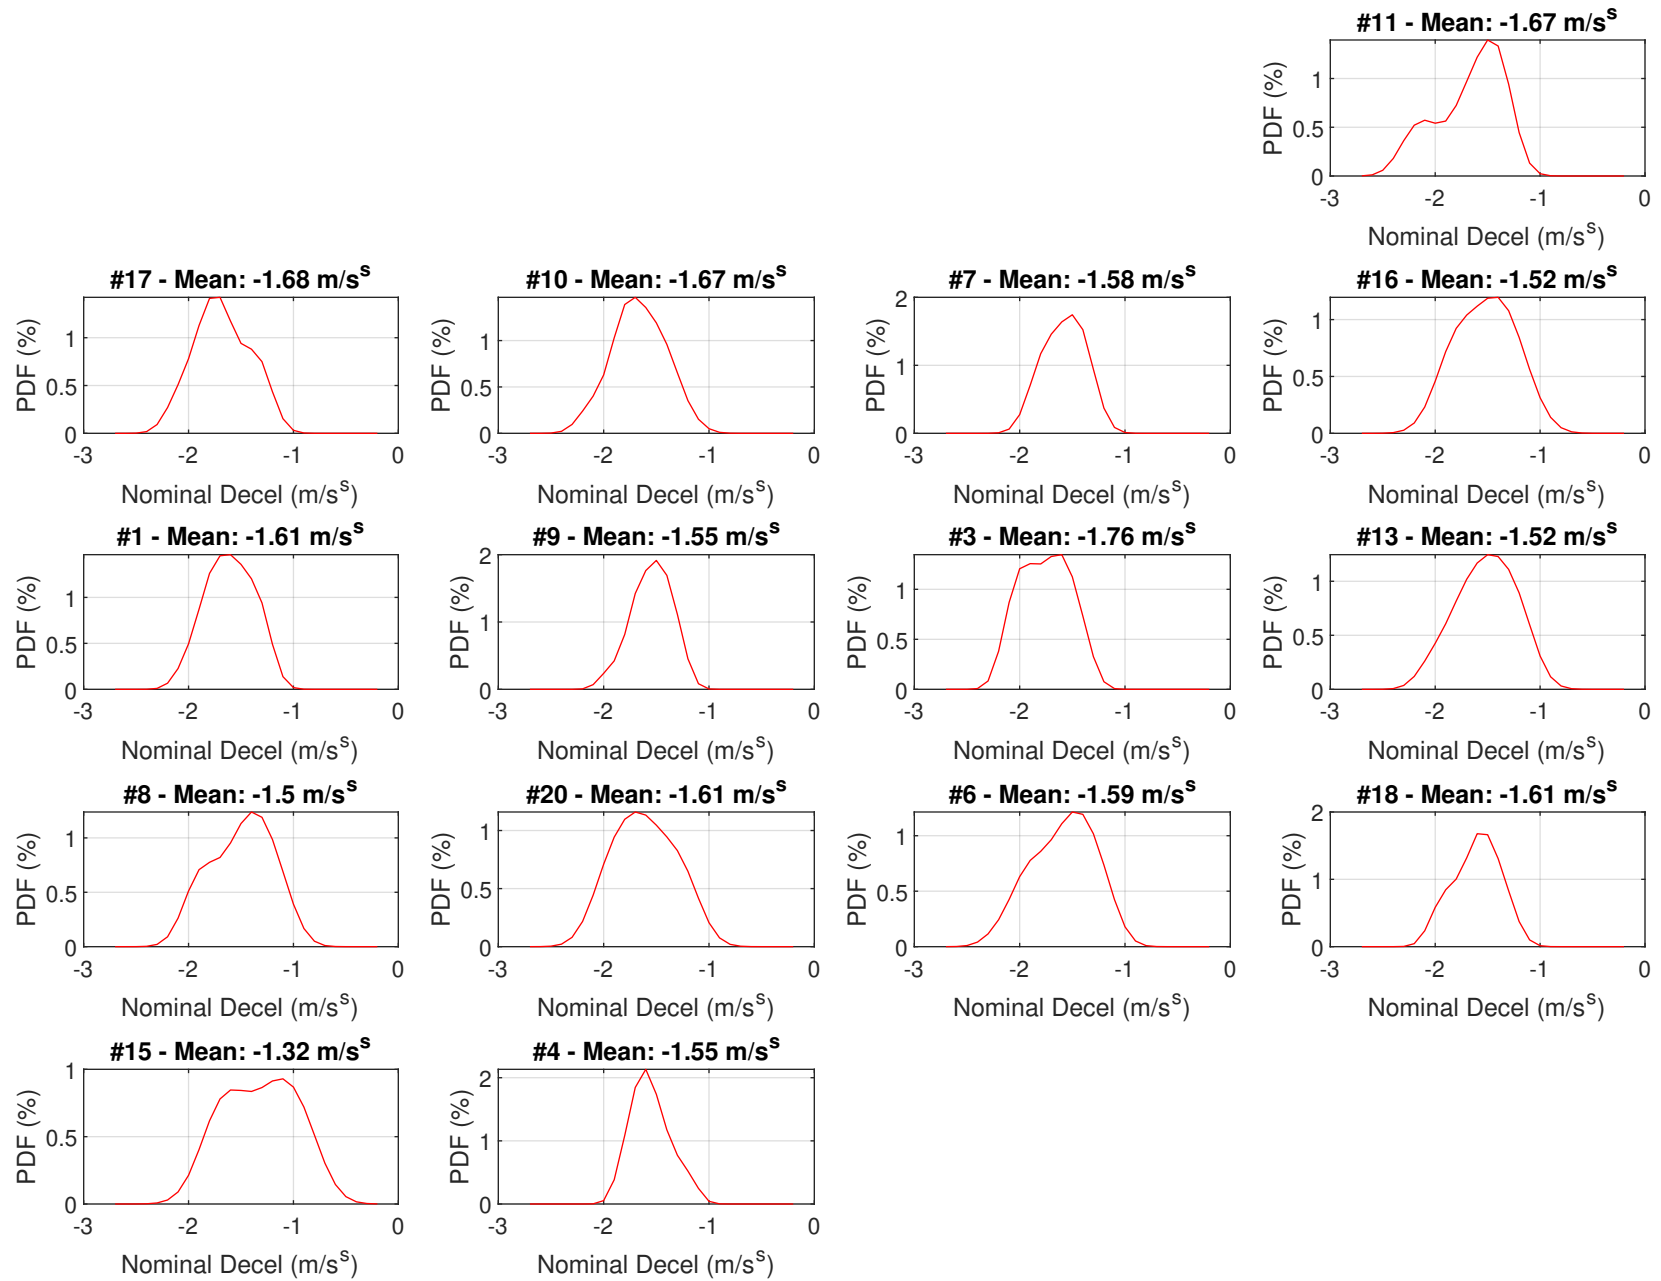 #11 - Mean: -1.67 m/s^s
PDF (%)
1
0.5
0
-3 -2 -1 0
Nominal Decel (m/s^s)
#17 - Mean: -1.68 m/s^s
PDF (%)
1
0.5
0
-3 -2 -1 0
Nominal Decel (m/s^s)
#10 - Mean: -1.67 m/s^s
PDF (%)
1
0.5
0
-3 -2 -1 0
Nominal Decel (m/s^s)
#7 - Mean: -1.58 m/s^s
PDF (%)
2
1
0
-3 -2 -1 0
Nominal Decel (m/s^s)
#16 - Mean: -1.52 m/s^s
PDF (%)
1
0.5
0
-3 -2 -1 0
Nominal Decel (m/s^s)
#1 - Mean: -1.61 m/s^s
PDF (%)
1
0.5
0
-3 -2 -1 0
Nominal Decel (m/s^s)
#9 - Mean: -1.55 m/s^s
PDF (%)
2
1
0
-3 -2 -1 0
Nominal Decel (m/s^s)
#3 - Mean: -1.76 m/s^s
PDF (%)
1
0.5
0
-3 -2 -1 0
Nominal Decel (m/s^s)
#13 - Mean: -1.52 m/s^s
PDF (%)
1
0.5
0
-3 -2 -1 0
Nominal Decel (m/s^s)
#8 - Mean: -1.5 m/s^s
PDF (%)
1
0.5
0
-3 -2 -1 0
Nominal Decel (m/s^s)
#20 - Mean: -1.61 m/s^s
PDF (%)
1
0.5
0
-3 -2 -1 0
Nominal Decel (m/s^s)
#6 - Mean: -1.59 m/s^s
PDF (%)
1
0.5
0
-3 -2 -1 0
Nominal Decel (m/s^s)
#18 - Mean: -1.61 m/s^s
PDF (%)
2
1
0
-3 -2 -1 0
Nominal Decel (m/s^s)
#15 - Mean: -1.32 m/s^s
PDF (%)
1
0.5
0
-3 -2 -1 0
Nominal Decel (m/s^s)
#4 - Mean: -1.55 m/s^s
PDF (%)
2
1
0
-3 -2 -1 0
Nominal Decel (m/s^s)